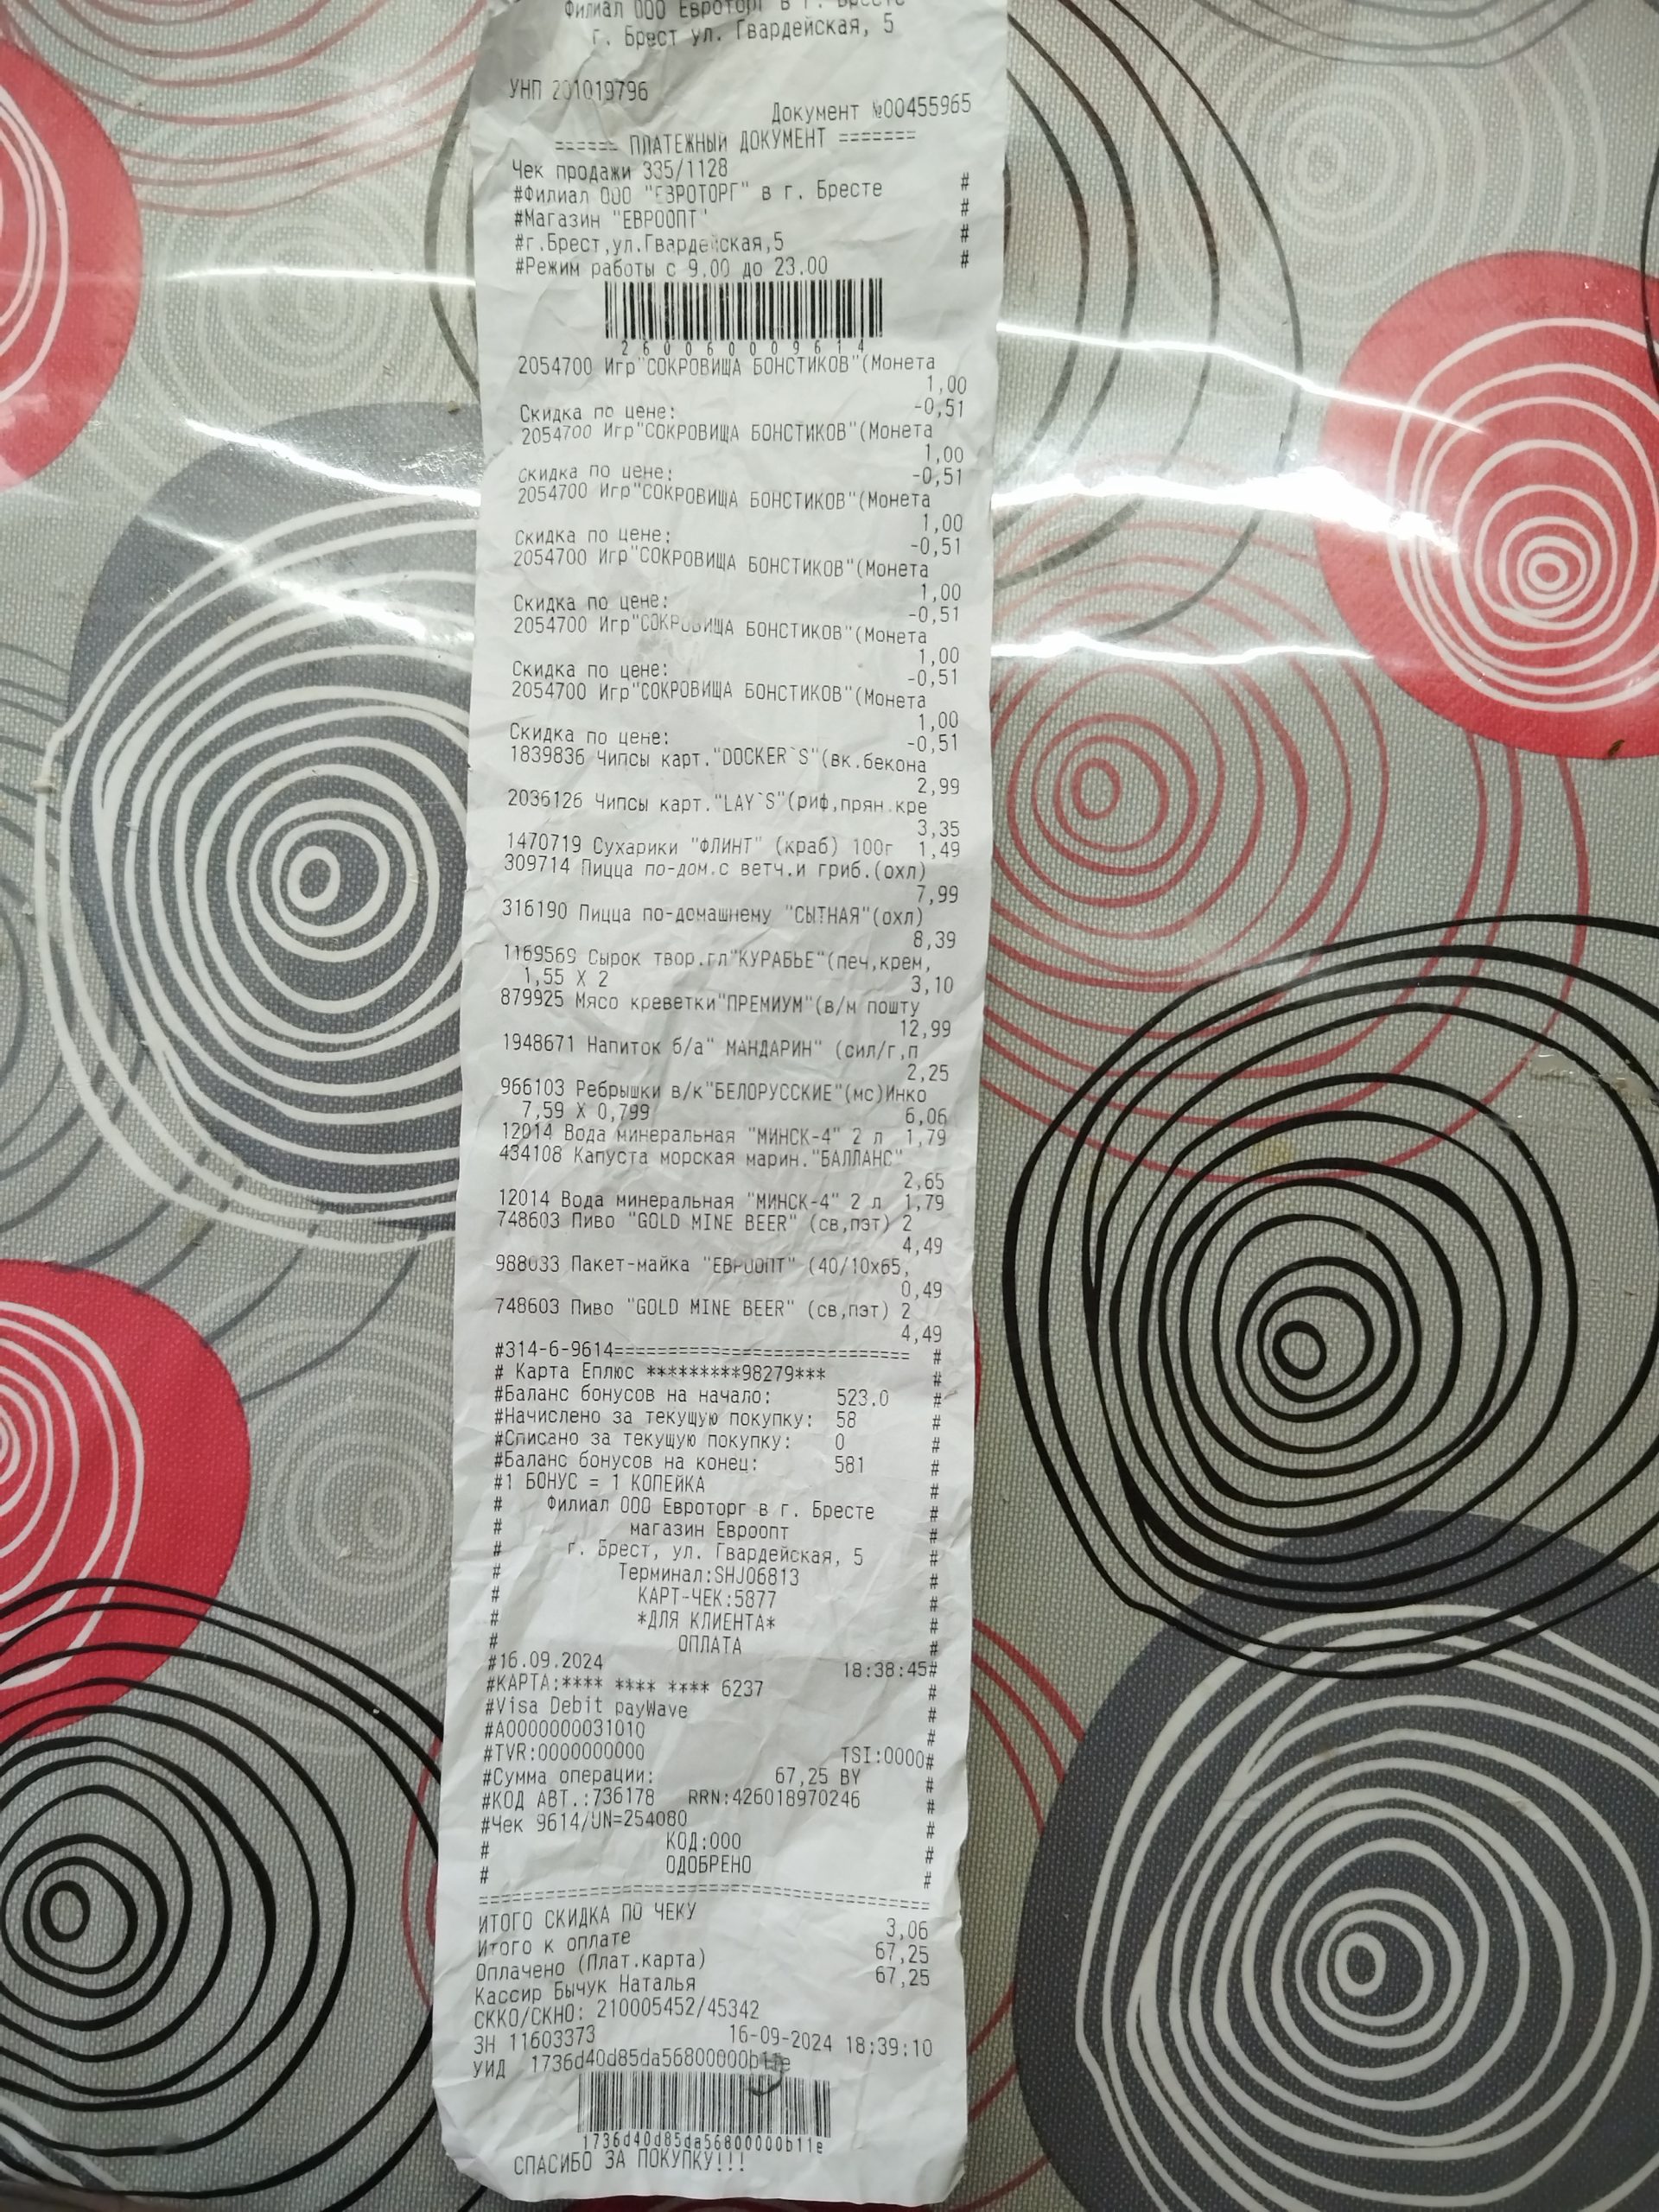 Филиал ООО Евроторг в г. Бресте
г. Брест ул. Гвардейская, 5
УНП 201019796
Документ №00455965
====== ПЛАТЕЖНЫЙ ДОКУМЕНТ =======
Чек продажи 335/1128
#Филиал ООО "ЕВРОТОРГ" в г. Бресте #
#Магазин "ЕВРООПТ" #
#г.Брест,ул.Гвардейская,5 #
#Режим работы с 9.00 до 23.00 #
2600600009614
2054700 Игр"СОКРОВИЩА БОНСТИКОВ"(Монета
1,00
Скидка по цене: -0,51
2054700 Игр"СОКРОВИЩА БОНСТИКОВ"(Монета
1,00
Скидка по цене: -0,51
2054700 Игр"СОКРОВИЩА БОНСТИКОВ"(Монета
1,00
Скидка по цене: -0,51
2054700 Игр"СОКРОВИЩА БОНСТИКОВ"(Монета
1,00
Скидка по цене: -0,51
2054700 Игр"СОКРОВИЩА БОНСТИКОВ"(Монета
1,00
Скидка по цене: -0,51
2054700 Игр"СОКРОВИЩА БОНСТИКОВ"(Монета
1,00
Скидка по цене: -0,51
1839836 Чипсы карт."DOCKER`S"(вк.бекона
2,99
2036126 Чипсы карт."LAY`S"(риф,прян.кре
3,35
1470719 Сухарики "ФЛИНТ" (краб) 100г 1,49
309714 Пицца по-дом.с ветч.и гриб.(охл)
7,99
316190 Пицца по-домашнему "СЫТНАЯ"(охл)
8,39
1169569 Сырок твор.гл"КУРАБЬЕ"(печ,крем,
1,55 X 2 3,10
879925 Мясо креветки"ПРЕМИУМ"(в/м пошту
12,99
1948671 Напиток б/а" МАНДАРИН" (сил/г,п
2,25
966103 Ребрышки в/к"БЕЛОРУССКИЕ"(мс)Инко
7,59 X 0,799 6,06
12014 Вода минеральная "МИНСК-4" 2 л 1,79
434108 Капуста морская марин."БАЛЛАНС"
2,65
12014 Вода минеральная "МИНСК-4" 2 л 1,79
748603 Пиво "GOLD MINE BEER" (св,пэт) 2
4,49
988033 Пакет-майка "ЕВРООПТ" (40/10х65,
0,49
748603 Пиво "GOLD MINE BEER" (св,пэт) 2
4,49
#314-6-9614============================ #
# Карта Еплюс *********98279*** #
#Баланс бонусов на начало: 523.0 #
#Начислено за текущую покупку: 58 #
#Списано за текущую покупку: 0 #
#Баланс бонусов на конец: 581 #
#1 БОНУС = 1 КОПЕЙКА #
# Филиал ООО Евроторг в г. Бресте #
# магазин Евроопт #
# г. Брест, ул. Гвардейская, 5 #
# Терминал:SHJ06813 #
# КАРТ-ЧЕК:5877 #
# *ДЛЯ КЛИЕНТА* #
# ОПЛАТА #
#16.09.2024 18:38:45#
#КАРТА:**** **** **** 6237 #
#Visa Debit payWave #
#A0000000031010 #
#TVR:0000000000 TSI:0000#
#Сумма операции: 67,25 BY #
#КОД АВТ.:736178 RRN:426018970246 #
#Чек 9614/UN=254080 #
# КОД:000 #
# ОДОБРЕНО #
=========================================
ИТОГО СКИДКА ПО ЧЕКУ 3,06
Итого к оплате 67,25
Оплачено (Плат.карта) 67,25
Кассир Бычук Наталья
СККО/СКНО: 210005452/45342
ЗН 11603373 16-09-2024 18:39:10
УИД 1736d40d85da56800000b11e
1736d40d85da56800000b11e
СПАСИБО ЗА ПОКУПКУ!!!